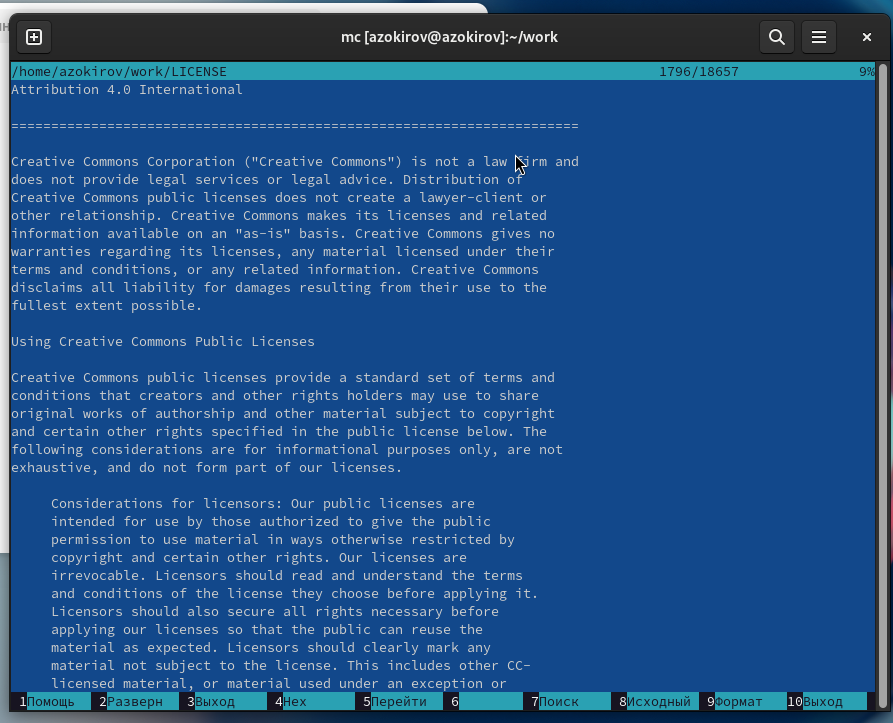 mc [azokirov@azokirov]:~/work
/home/azokirov/work/LICENSE 1796/18657 9%
Attribution 4.0 International
=======================================================================
Creative Commons Corporation ("Creative Commons") is not a law firm and
does not provide legal services or legal advice. Distribution of
Creative Commons public licenses does not create a lawyer-client or
other relationship. Creative Commons makes its licenses and related
information available on an "as-is" basis. Creative Commons gives no
warranties regarding its licenses, any material licensed under their
terms and conditions, or any related information. Creative Commons
disclaims all liability for damages resulting from their use to the
fullest extent possible.
Using Creative Commons Public Licenses
Creative Commons public licenses provide a standard set of terms and
conditions that creators and other rights holders may use to share
original works of authorship and other material subject to copyright
and certain other rights specified in the public license below. The
following considerations are for informational purposes only, are not
exhaustive, and do not form part of our licenses.
Considerations for licensors: Our public licenses are
intended for use by those authorized to give the public
permission to use material in ways otherwise restricted by
copyright and certain other rights. Our licenses are
irrevocable. Licensors should read and understand the terms
and conditions of the license they choose before applying it.
Licensors should also secure all rights necessary before
applying our licenses so that the public can reuse the
material as expected. Licensors should clearly mark any
material not subject to the license. This includes other CC-
licensed material, or material used under an exception or
1Помощь 2Разверн 3Выход 4Hex 5Перейти 6 7Поиск 8Исходный 9Формат 10Выход